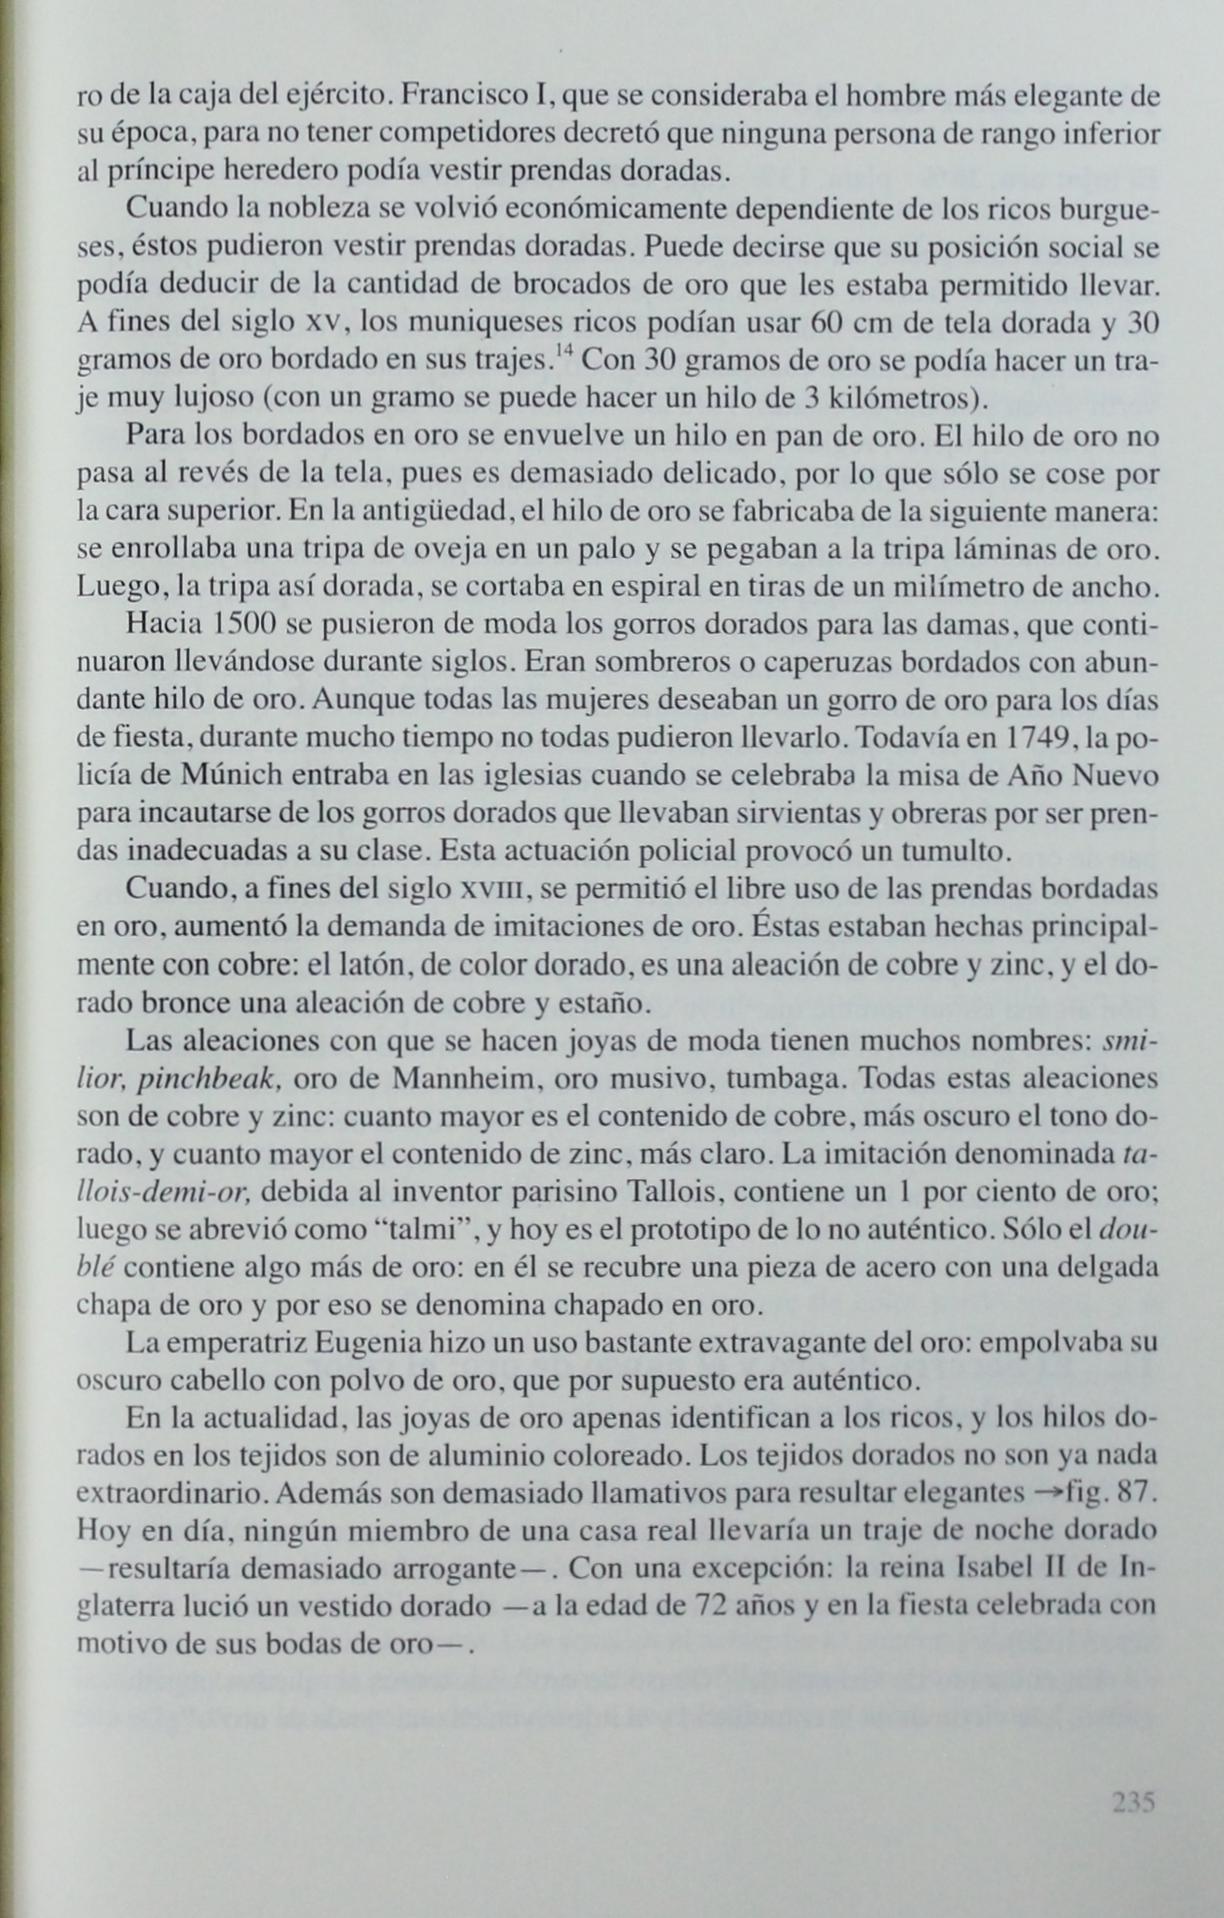 ro de la caja del ejército. Francisco I, que se consideraba el hombre más elegante de
su época, para no tener competidores decretó que ninguna persona de rango inferior
al príncipe heredero podía vestir prendas doradas.
Cuando la nobleza se volvió económicamente dependiente de los ricos burgue-
ses, éstos pudieron vestir prendas doradas. Puede decirse que su posición social se
podía deducir de la cantidad de brocados de oro que les estaba permitido llevar.
A fines del siglo XV, los muniqueses ricos podían usar 60 cm de tela dorada y 30
gramos de oro bordado en sus trajes.¹⁴ Con 30 gramos de oro se podía hacer un tra-
je muy lujoso (con un gramo se puede hacer un hilo de 3 kilómetros).
Para los bordados en oro se envuelve un hilo en pan de oro. El hilo de oro no
pasa al revés de la tela, pues es demasiado delicado, por lo que sólo se cose por
la cara superior. En la antigüedad, el hilo de oro se fabricaba de la siguiente manera:
se enrollaba una tripa de oveja en un palo y se pegaban a la tripa láminas de oro.
Luego, la tripa así dorada, se cortaba en espiral en tiras de un milímetro de ancho.
Hacia 1500 se pusieron de moda los gorros dorados para las damas, que conti-
nuaron llevándose durante siglos. Eran sombreros o caperuzas bordados con abun-
dante hilo de oro. Aunque todas las mujeres deseaban un gorro de oro para los días
de fiesta, durante mucho tiempo no todas pudieron llevarlo. Todavía en 1749, la po-
licía de Múnich entraba en las iglesias cuando se celebraba la misa de Año Nuevo
para incautarse de los gorros dorados que llevaban sirvientas y obreras por ser pren-
das inadecuadas a su clase. Esta actuación policial provocó un tumulto.
Cuando, a fines del siglo XVIII, se permitió el libre uso de las prendas bordadas
en oro, aumentó la demanda de imitaciones de oro. Éstas estaban hechas principal-
mente con cobre: el latón, de color dorado, es una aleación de cobre y zinc, y el do-
rado bronce una aleación de cobre y estaño.
Las aleaciones con que se hacen joyas de moda tienen muchos nombres: smi-
lior, pinchbeak, oro de Mannheim, oro musivo, tumbaga. Todas estas aleaciones
son de cobre y zinc: cuanto mayor es el contenido de cobre, más oscuro el tono do-
rado, y cuanto mayor el contenido de zinc, más claro. La imitación denominada ta-
llois-demi-or, debida al inventor parisino Tallois, contiene un 1 por ciento de oro;
luego se abrevió como “talmi”, y hoy es el prototipo de lo no auténtico. Sólo el dou-
blé contiene algo más de oro: en él se recubre una pieza de acero con una delgada
chapa de oro y por eso se denomina chapado en oro.
La emperatriz Eugenia hizo un uso bastante extravagante del oro: empolvaba su
oscuro cabello con polvo de oro, que por supuesto era auténtico.
En la actualidad, las joyas de oro apenas identifican a los ricos, y los hilos do-
rados en los tejidos son de aluminio coloreado. Los tejidos dorados no son ya nada
extraordinario. Además son demasiado llamativos para resultar elegantes →fig. 87.
Hoy en día, ningún miembro de una casa real llevaría un traje de noche dorado
—resultaría demasiado arrogante—. Con una excepción: la reina Isabel II de In-
glaterra lució un vestido dorado —a la edad de 72 años y en la fiesta celebrada con
motivo de sus bodas de oro—.
235